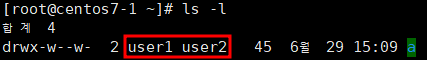 [root@centos7-1 ~]# ls -l
합계 4
drwx-w--w- 2 user1 user2 45 6월 29 15:09 a